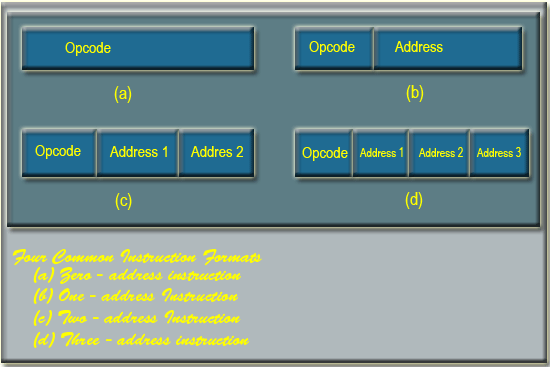 Opcode
Opcode Address
(a)
(b)
Opcode Address 1 Addres 2
Opcode Address 1 Address 2 Address 3
(c)
(d)
Four Common Instruction Formats
(a) Zero - address instruction
(b) One - address Instruction
(c) Two - address Instruction
(d) Three - address instruction